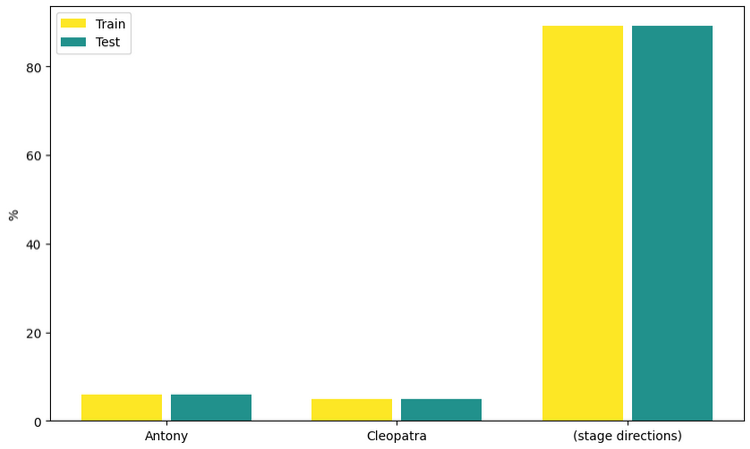 Train
Test
80
60
40
20
0
%
Antony
Cleopatra
(stage directions)